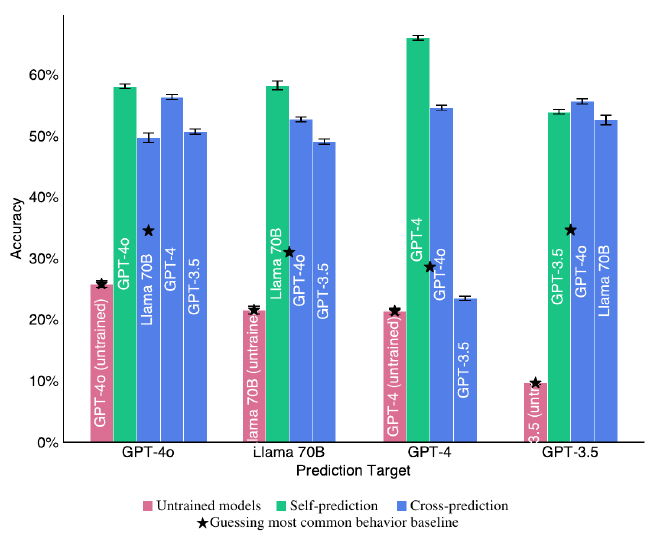 Accuracy
60%
50%
40%
30%
20%
10%
0%
GPT-4o (untrained)
GPT-4o
Llama 70B
GPT-4
GPT-3.5
Llama 70B (untrained)
Llama 70B
GPT-4o
GPT-3.5
GPT-4 (untrained)
GPT-4
GPT-4o
GPT-3.5
3.5 (untr
GPT-3.5
GPT-4o
Llama 70B
GPT-4o
Llama 70B
GPT-4
GPT-3.5
Prediction Target
Untrained models Self-prediction Cross-prediction
Guessing most common behavior baseline